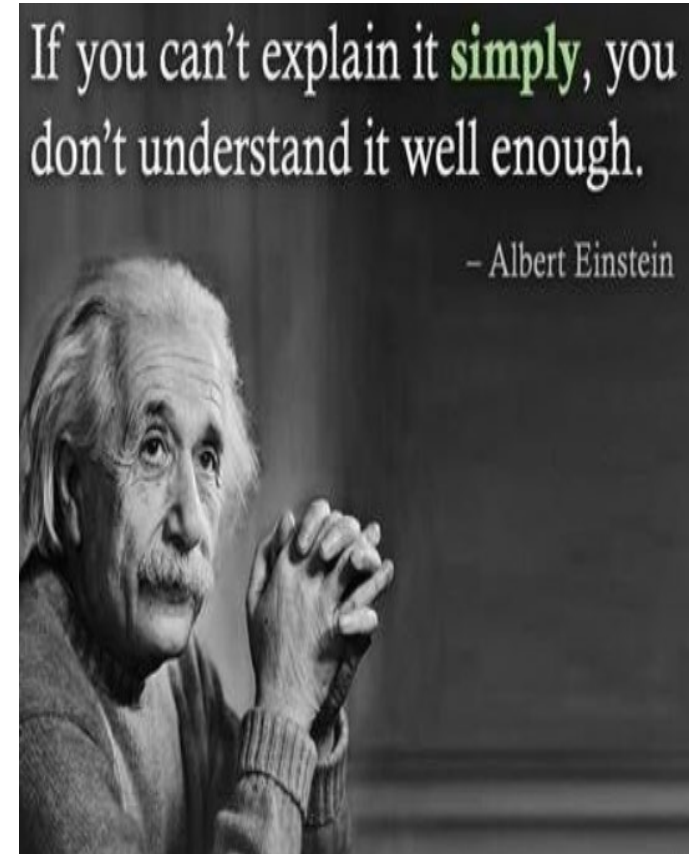 If you can’t explain it simply, you
don’t understand it well enough.
– Albert Einstein